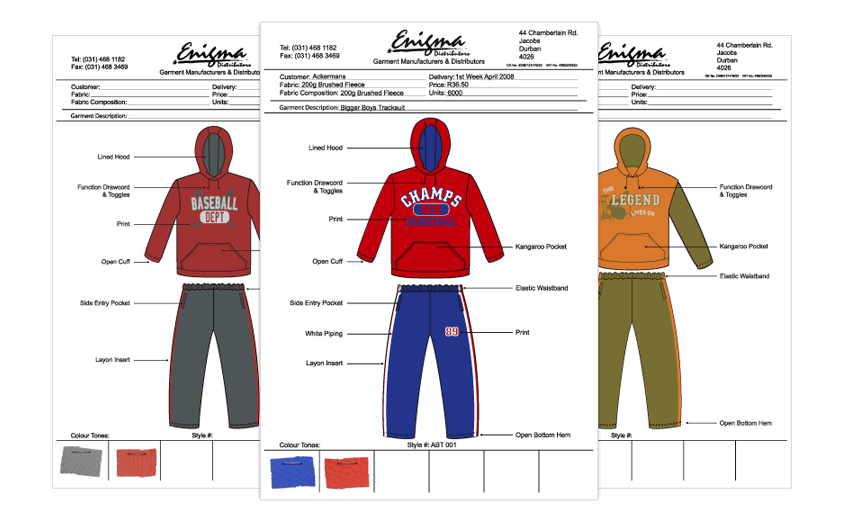 Tel: (031) 468 1182
Fax: (031) 468 3469
Enigma
Distributors
Garment Manufacturers & Distributo
Customer:
Delivery:
Fabric:
Price:
Fabric Composition:
Units:
Garment Description:
Lined Hood
Function Drawcord
& Toggles
BASEBALL
DEPT
Print
Open Cuff
Side Entry Pocket
Layon Insert
Colour Tones:
Style #:
Tel: (031) 468 1182
Fax: (031) 468 3469
Enigma
Distributors
Garment Manufacturers & Distributors
44 Chamberlain Rd.
Jacobs
Durban
4026
Customer: Ackermans
Delivery:1st Week April 2008
Fabric: 200g Brushed Fleece
Price: R36.50
Fabric Composition: 200g Brushed Fleece
Units: 6000
Garment Description: Bigger Boys Tracksuit
Lined Hood
Function Drawcord
& Toggles
CHAMPS
BASKETBALL
Print
Kangaroo Pocket
Open Cuff
Elastic Waistband
Side Entry Pocket
White Piping
89
Print
Layon Insert
Open Bottom Hem
Colour Tones:
Style #: ABT 001
44 Chamberlain Rd.
Jacobs
Durban
4026
nt Manufacturers & Distributors
Delivery:
Price:
Units:
THE
LEGEND
LIVES ON
Function Drawcord
& Toggles
Kangaroo Pocket
Elastic Waistband
Open Bottom Hem
Style #: